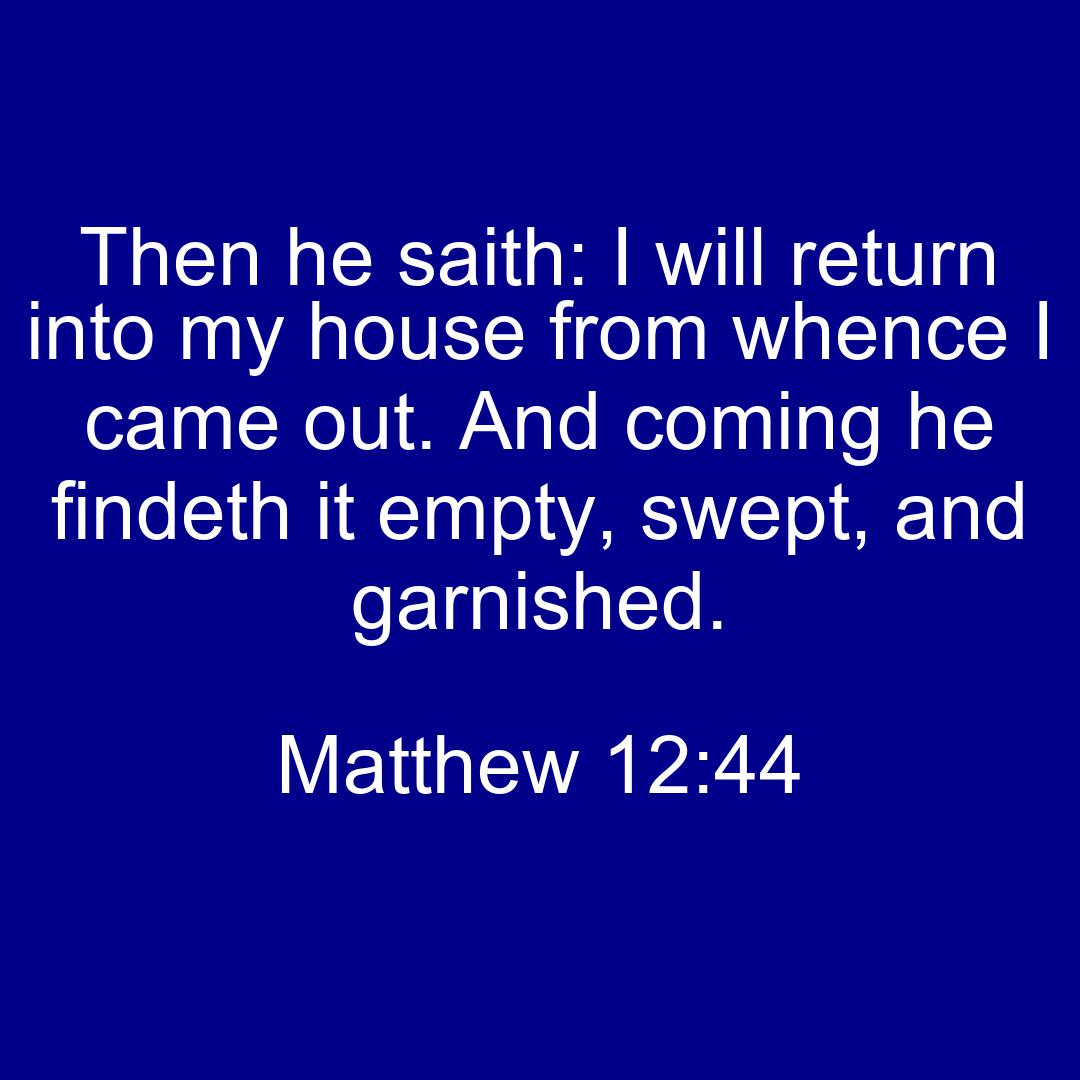 Then he saith: I will return
into my house from whence I
came out. And coming he
findeth it empty, swept, and
garnished.
Matthew 12:44